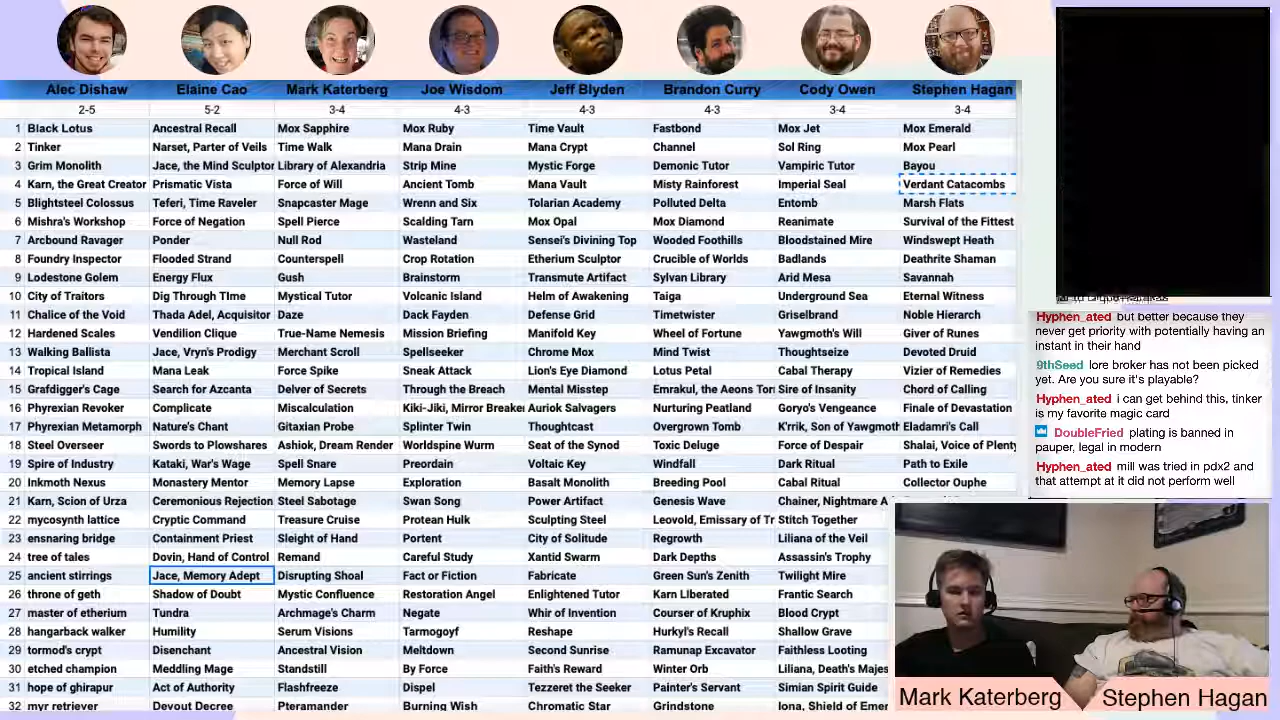 Alec Dishaw Elaine Cao Mark Katerberg Joe Wisdom Jeff Blyden Brandon Curry Cody Owen Stephen Hagan
2-5 5-2 3-4 4-3 4-3 4-3 3-4 3-4
1 Black Lotus Ancestral Recall Mox Sapphire Mox Ruby Time Vault Fastbond Mox Jet Mox Emerald
2 Tinker Narset, Parter of Veils Time Walk Mana Drain Mana Crypt Channel Sol Ring Mox Pearl
3 Grim Monolith Jace, the Mind Sculptor Library of Alexandria Strip Mine Mystic Forge Demonic Tutor Vampiric Tutor Bayou
4 Karn, the Great Creator Prismatic Vista Force of Will Ancient Tomb Mana Vault Misty Rainforest Imperial Seal Verdant Catacombs
5 Blightsteel Colossus Teferi, Time Raveler Snapcaster Mage Wrenn and Six Tolarian Academy Polluted Delta Entomb Marsh Flats
6 Mishra's Workshop Force of Negation Spell Pierce Scalding Tarn Mox Opal Mox Diamond Reanimate Survival of the Fittest
7 Arcbound Ravager Ponder Null Rod Wasteland Sensei's Divining Top Wooded Foothills Bloodstained Mire Windswept Heath
8 Foundry Inspector Flooded Strand Counterspell Crop Rotation Etherium Sculptor Crucible of Worlds Badlands Deathrite Shaman
9 Lodestone Golem Energy Flux Gush Brainstorm Transmute Artifact Sylvan Library Arid Mesa Savannah
10 City of Traitors Dig Through TIme Mystical Tutor Volcanic Island Helm of Awakening Taiga Underground Sea Eternal Witness
11 Chalice of the Void Thada Adel, Acquisitor Daze Dack Fayden Defense Grid Timetwister Griselbrand Noble Hierarch
12 Hardened Scales Vendilion Clique True-Name Nemesis Mission Briefing Manifold Key Wheel of Fortune Yawgmoth's Will Giver of Runes
13 Walking Ballista Jace, Vryn's Prodigy Merchant Scroll Spellseeker Chrome Mox Mind Twist Thoughtseize Devoted Druid
14 Tropical Island Mana Leak Force Spike Sneak Attack Lion's Eye Diamond Lotus Petal Cabal Therapy Vizier of Remedies
15 Grafdigger's Cage Search for Azcanta Delver of Secrets Through the Breach Mental Misstep Emrakul, the Aeons Torn Sire of Insanity Chord of Calling
16 Phyrexian Revoker Complicate Miscalculation Kiki-Jiki, Mirror Breaker Auriok Salvagers Nurturing Peatland Goryo's Vengeance Finale of Devastation
17 Phyrexian Metamorph Nature's Chant Gitaxian Probe Splinter Twin Thoughtcast Overgrown Tomb K'rrik, Son of Yawgmoth Eladamri's Call
18 Steel Overseer Swords to Plowshares Ashiok, Dream Render Worldspine Wurm Seat of the Synod Toxic Deluge Force of Despair Shalai, Voice of Plenty
19 Spire of Industry Kataki, War's Wage Spell Snare Preordain Voltaic Key Windfall Dark Ritual Path to Exile
20 Inkmoth Nexus Monastery Mentor Memory Lapse Exploration Basalt Monolith Breeding Pool Cabal Ritual Collector Ouphe
21 Karn, Scion of Urza Ceremonious Rejection Steel Sabotage Swan Song Power Artifact Genesis Wave Chainer, Nightmare A
22 mycosynth lattice Cryptic Command Treasure Cruise Protean Hulk Sculpting Steel Leovold, Emissary of Tr Stitch Together
23 ensnaring bridge Containment Priest Sleight of Hand Portent City of Solitude Regrowth Liliana of the Veil
24 tree of tales Dovin, Hand of Control Remand Careful Study Xantid Swarm Dark Depths Assassin's Trophy
25 ancient stirrings Jace, Memory Adept Disrupting Shoal Fact or Fiction Fabricate Green Sun's Zenith Twilight Mire
26 throne of geth Shadow of Doubt Mystic Confluence Restoration Angel Enlightened Tutor Karn Liberated Frantic Search
27 master of etherium Tundra Archmage's Charm Negate Whir of Invention Courser of Kruphix Blood Crypt
28 hangarback walker Humility Serum Visions Tarmogoyf Reshape Hurkyl's Recall Shallow Grave
29 tormod's crypt Disenchant Ancestral Vision Meltdown Second Sunrise Ramunap Excavator Faithless Looting
30 etched champion Meddling Mage Standstill By Force Faith's Reward Winter Orb Liliana, Death's Majes
31 hope of ghirapur Act of Authority Flashfreeze Dispel Tezzeret the Seeker Painter's Servant Simian Spirit Guide
32 myr retriever Devout Decree Pteramander Burning Wish Chromatic Star Grindstone Iona, Shield of Emer
Hyphen_ated but better because they
never get priority with potentially having an
instant in their hand
9thSeed lore broker has not been picked
yet. Are you sure it's playable?
Hyphen_ated i can get behind this, tinker
is my favorite magic card
DoubleFried plating is banned in
pauper, legal in modern
Hyphen_ated mill was tried in pdx2 and
that attempt at it did not perform well
Mark Katerberg Stephen Hagan